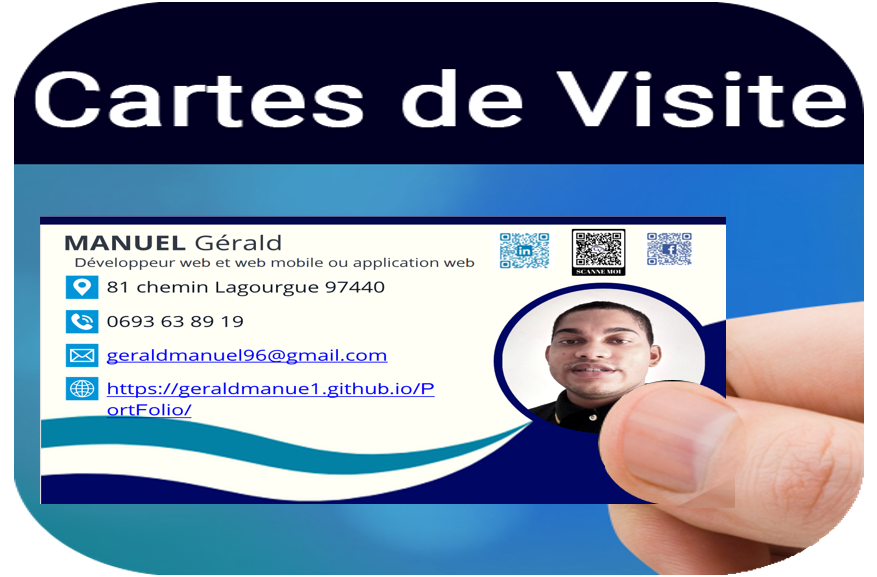 Cartes de Visite
MANUEL Gérald
Développeur web et web mobile ou application web
81 chemin Lagourgue 97440
0693 63 89 19
geraldmanuel96@gmail.com
https://geraldmanue1.github.io/P
ortFolio/
in
SCANNE MOI
f